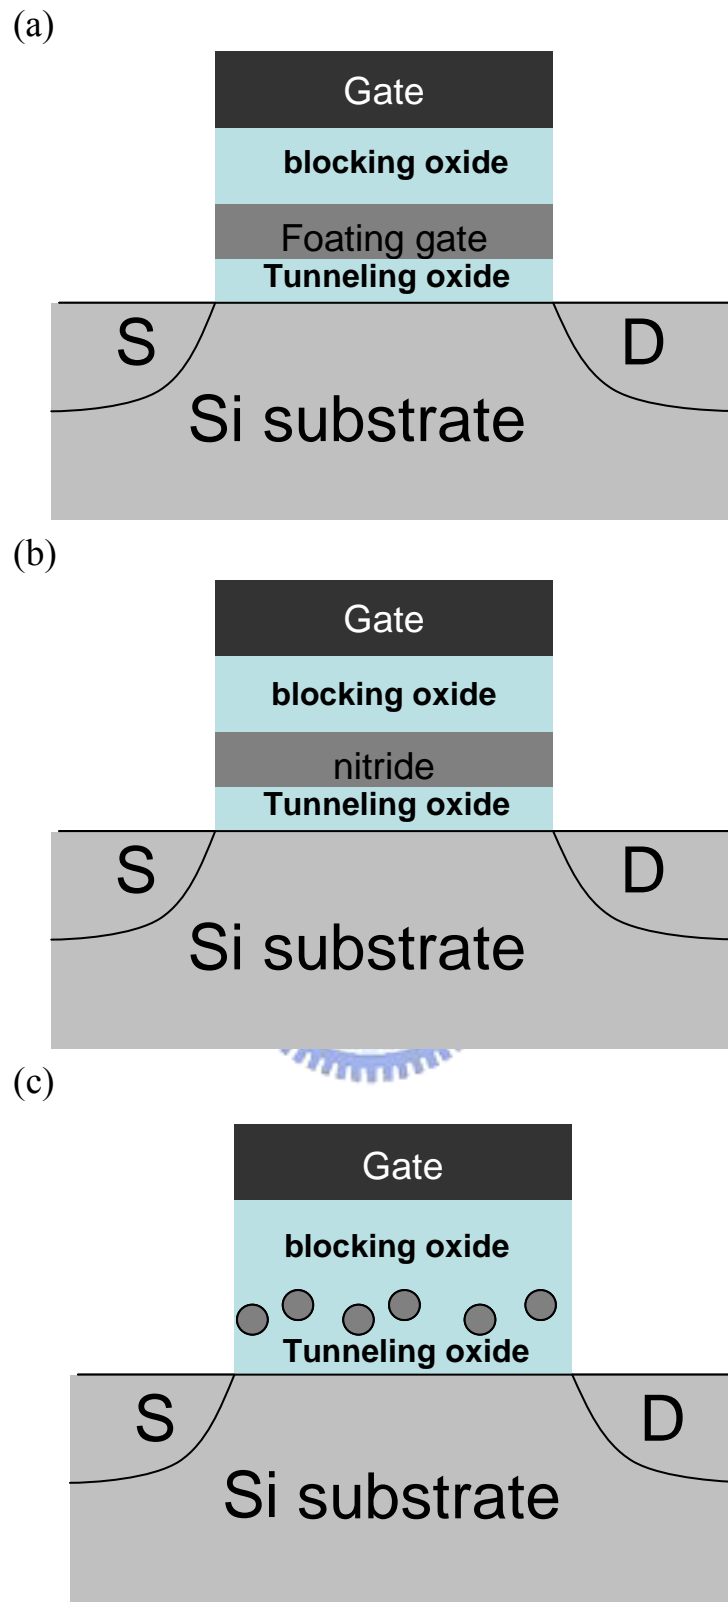 (a)
Gate
blocking oxide
Foating gate
Tunneling oxide
S D
Si substrate
(b)
Gate
blocking oxide
nitride
Tunneling oxide
S D
Si substrate
(c)
Gate
blocking oxide
Tunneling oxide
S D
Si substrate